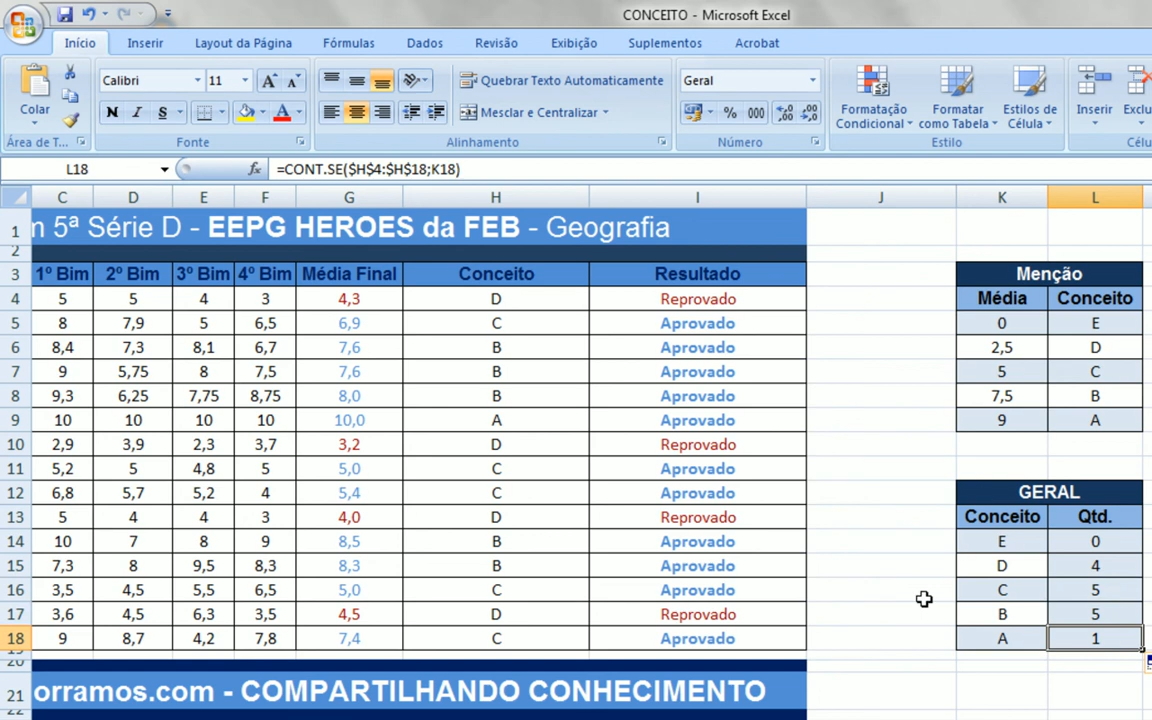 CONCEITO - Microsoft Excel
Início Inserir Layout da Página Fórmulas Dados Revisão Exibição Suplementos Acrobat
Colar
Calibri 11
N I S
Quebrar Texto Automaticamente
Mesclar e Centralizar
Geral
% 000
Formatação Condicional
Formatar como Tabela
Estilos de Célula
Inserir
Exclu
Área de T... Fonte Alinhamento Número Estilo Célu
L18 fx =CONT.SE($H$4:$H$18;K18)
C D E F G H I J K L
1 5ª Série D - EEPG HEROES da FEB - Geografia
2
3 1º Bim 2º Bim 3º Bim 4º Bim Média Final Conceito Resultado Menção
4 5 5 4 3 4,3 D Reprovado Média Conceito
5 8 7,9 5 6,5 6,9 C Aprovado 0 E
6 8,4 7,3 8,1 6,7 7,6 B Aprovado 2,5 D
7 9 5,75 8 7,5 7,6 B Aprovado 5 C
8 9,3 6,25 7,75 8,75 8,0 B Aprovado 7,5 B
9 10 10 10 10 10,0 A Aprovado 9 A
10 2,9 3,9 2,3 3,7 3,2 D Reprovado
11 5,2 5 4,8 5 5,0 C Aprovado
12 6,8 5,7 5,2 4 5,4 C Aprovado GERAL
13 5 4 4 3 4,0 D Reprovado Conceito Qtd.
14 10 7 8 9 8,5 B Aprovado E 0
15 7,3 8 9,5 8,3 8,3 B Aprovado D 4
16 3,5 4,5 5,5 6,5 5,0 C Aprovado C 5
17 3,6 4,5 6,3 3,5 4,5 D Reprovado B 5
18 9 8,7 4,2 7,8 7,4 C Aprovado A 1
21 orramos.com - COMPARTILHANDO CONHECIMENTO